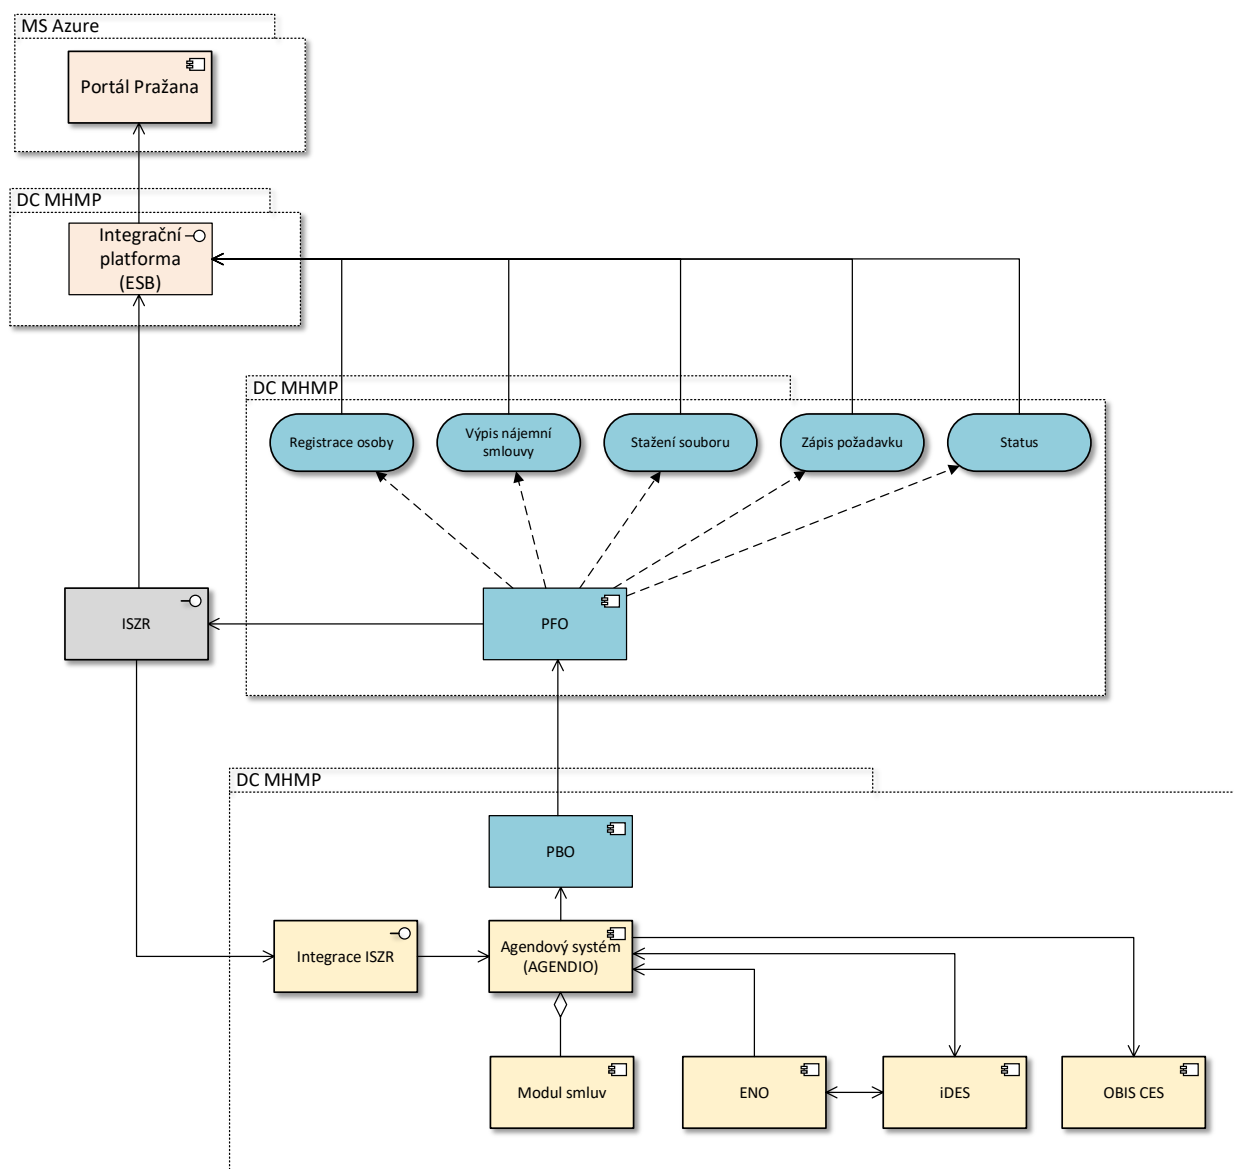 MS Azure
Portál Pražana
DC MHMP
Integrační
platforma
(ESB)
DC MHMP
Registrace osoby
Výpis nájemní
smlouvy
Stažení souboru
Zápis požadavku
Status
ISZR
PFO
DC MHMP
PBO
Integrace ISZR
Agendový systém
(AGENDIO)
Modul smluv
ENO
iDES
OBIS CES